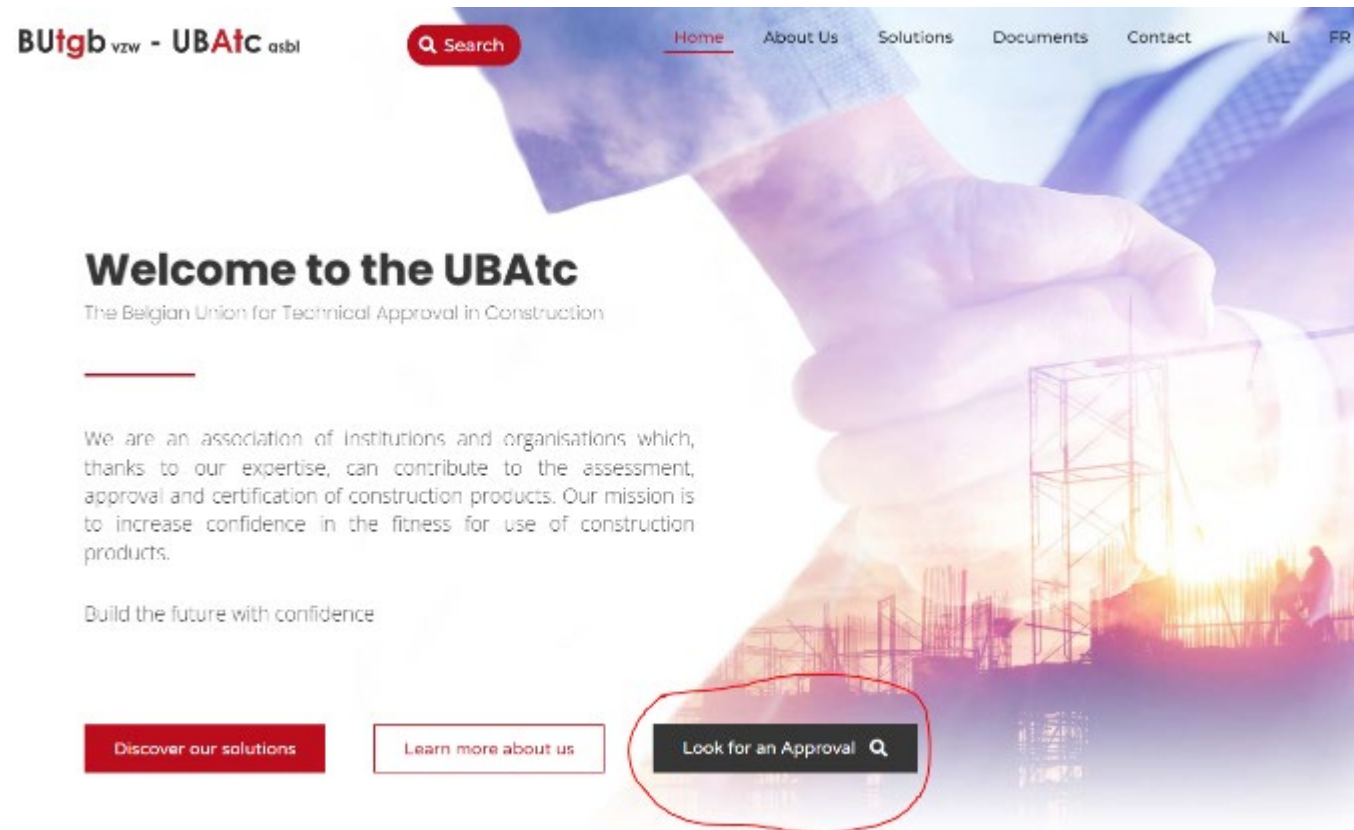 BUtgb vzw - UBAtc asbl
Search
Home About Us Solutions Documents Contact NL FR
Welcome to the UBAtc
The Belgian Union for Technical Approval in Construction
We are an association of institutions and organisations which,
thanks to our expertise, can contribute to the assessment,
approval and certification of construction products. Our mission is
to increase confidence in the fitness for use of construction
products.
Build the future with confidence
Discover our solutions
Learn more about us
Look for an Approval